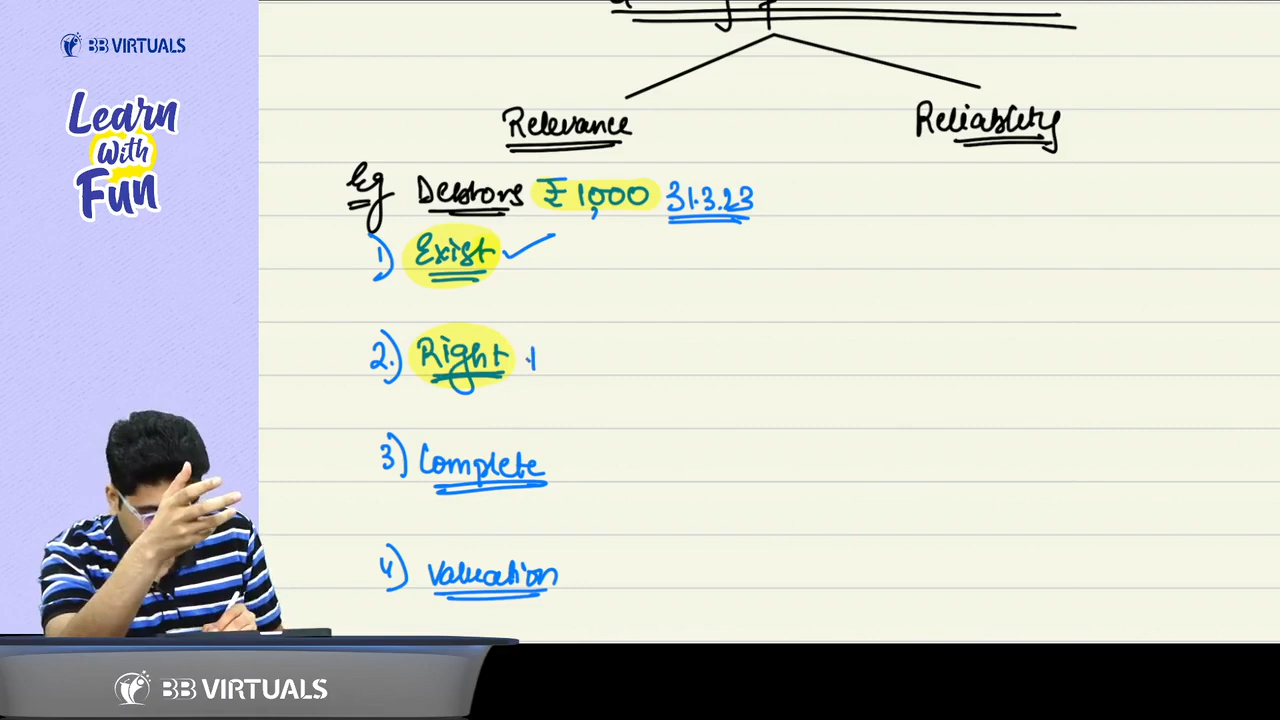 BB VIRTUALS
Learn
With
Fun
Relevance
Reliability
Eg Debtors ₹ 1,000 31.3.23
1) Exist ✓
2.) Right
3) Complete
4) Valuation
BB VIRTUALS